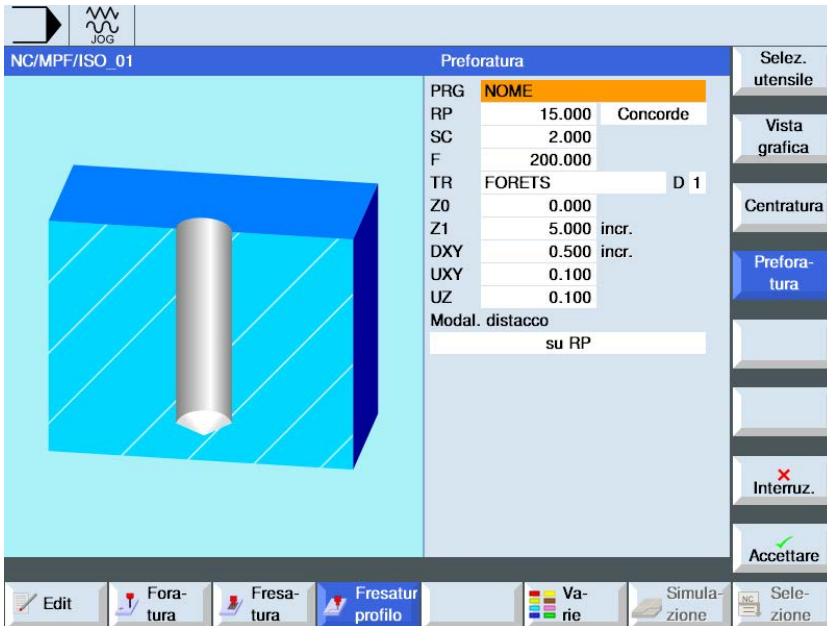 JOG
NC/MPF/ISO_01
Preforatura
PRG NOME
RP 15.000 Concorde
SC 2.000
F 200.000
TR FORETS D 1
Z0 0.000
Z1 5.000 incr.
DXY 0.500 incr.
UXY 0.100
UZ 0.100
Modal. distacco
su RP
Selez.
utensile
Vista
grafica
Centratura
Prefora-
tura
Interruz.
Accettare
Edit
Fora-
tura
Fresa-
tura
Fresatur
profilo
Va-
rie
Simula-
zione
NC
Sele-
zione